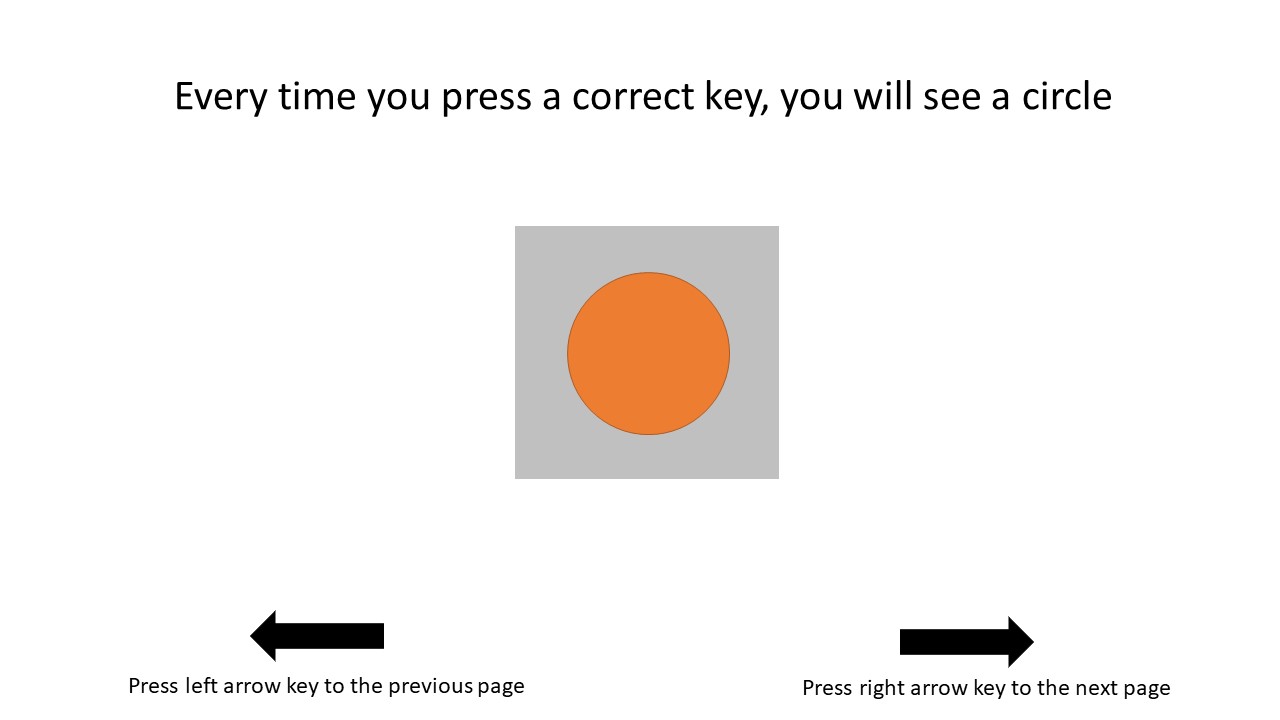 Every time you press a correct key, you will see a circle
Press left arrow key to the previous page
Press right arrow key to the next page